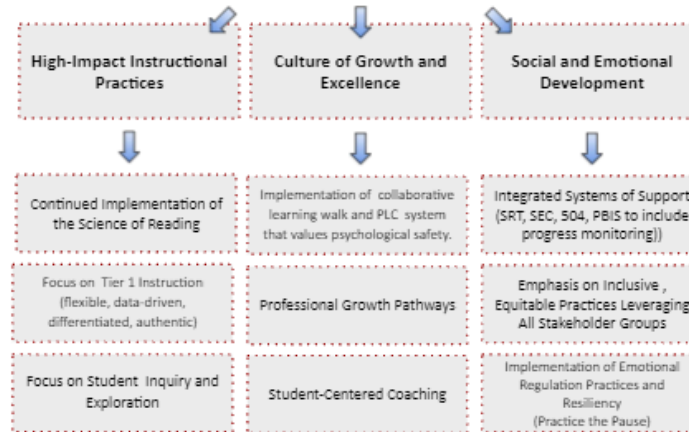 High-Impact Instructional
Practices
Culture of Growth and
Excellence
Social and Emotional
Development
Continued Implementation of
the Science of Reading
Implementation of collaborative
learning walk and PLC system
that values psychological safety.
Integrated Systems of Support
(SRT, SEC, 504, PBIS to include
progress monitoring))
Focus on Tier 1 Instruction
(flexible, data-driven,
differentiated, authentic)
Professional Growth Pathways
Emphasis on Inclusive ,
Equitable Practices Leveraging
All Stakeholder Groups
Focus on Student Inquiry and
Exploration
Student-Centered Coaching
Implementation of Emotional
Regulation Practices and
Resiliency
(Practice the Pause)